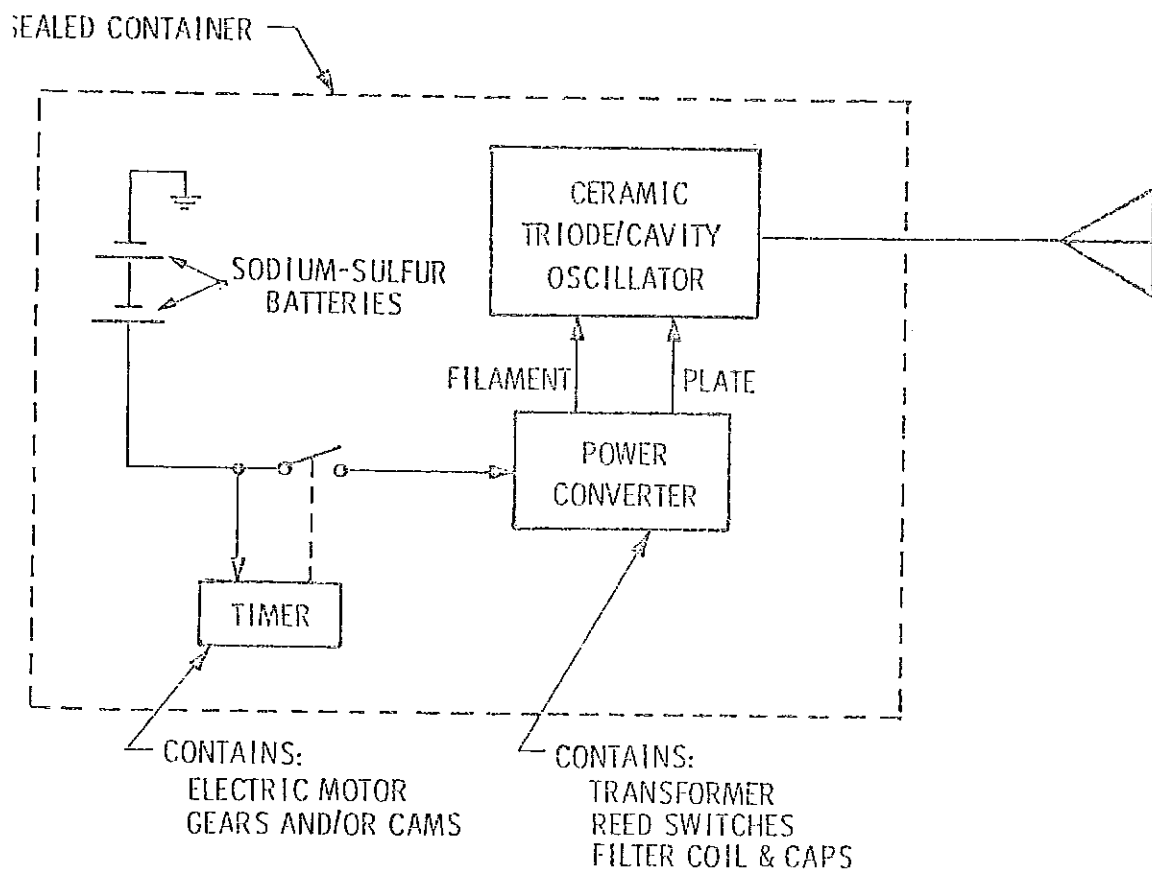 SEALED CONTAINER
CERAMIC
TRIODE/CAVITY
OSCILLATOR
SODIUM-SULFUR
BATTERIES
FILAMENT
PLATE
POWER
CONVERTER
TIMER
CONTAINS:
ELECTRIC MOTOR
GEARS AND/OR CAMS
CONTAINS:
TRANSFORMER
REED SWITCHES
FILTER COIL & CAPS